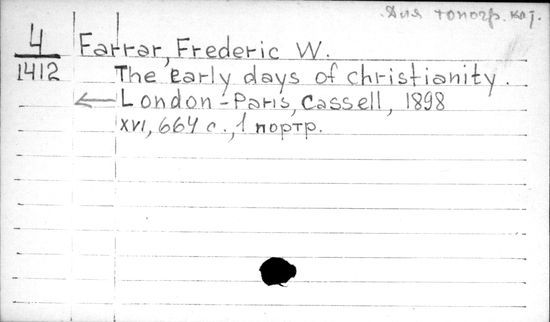 Для топогр. кат.
4 Farrar, Frederic W.
1412 The early days of christianity.
London-Paris, Cassell, 1898
XVI, 664 с., 1 портр.